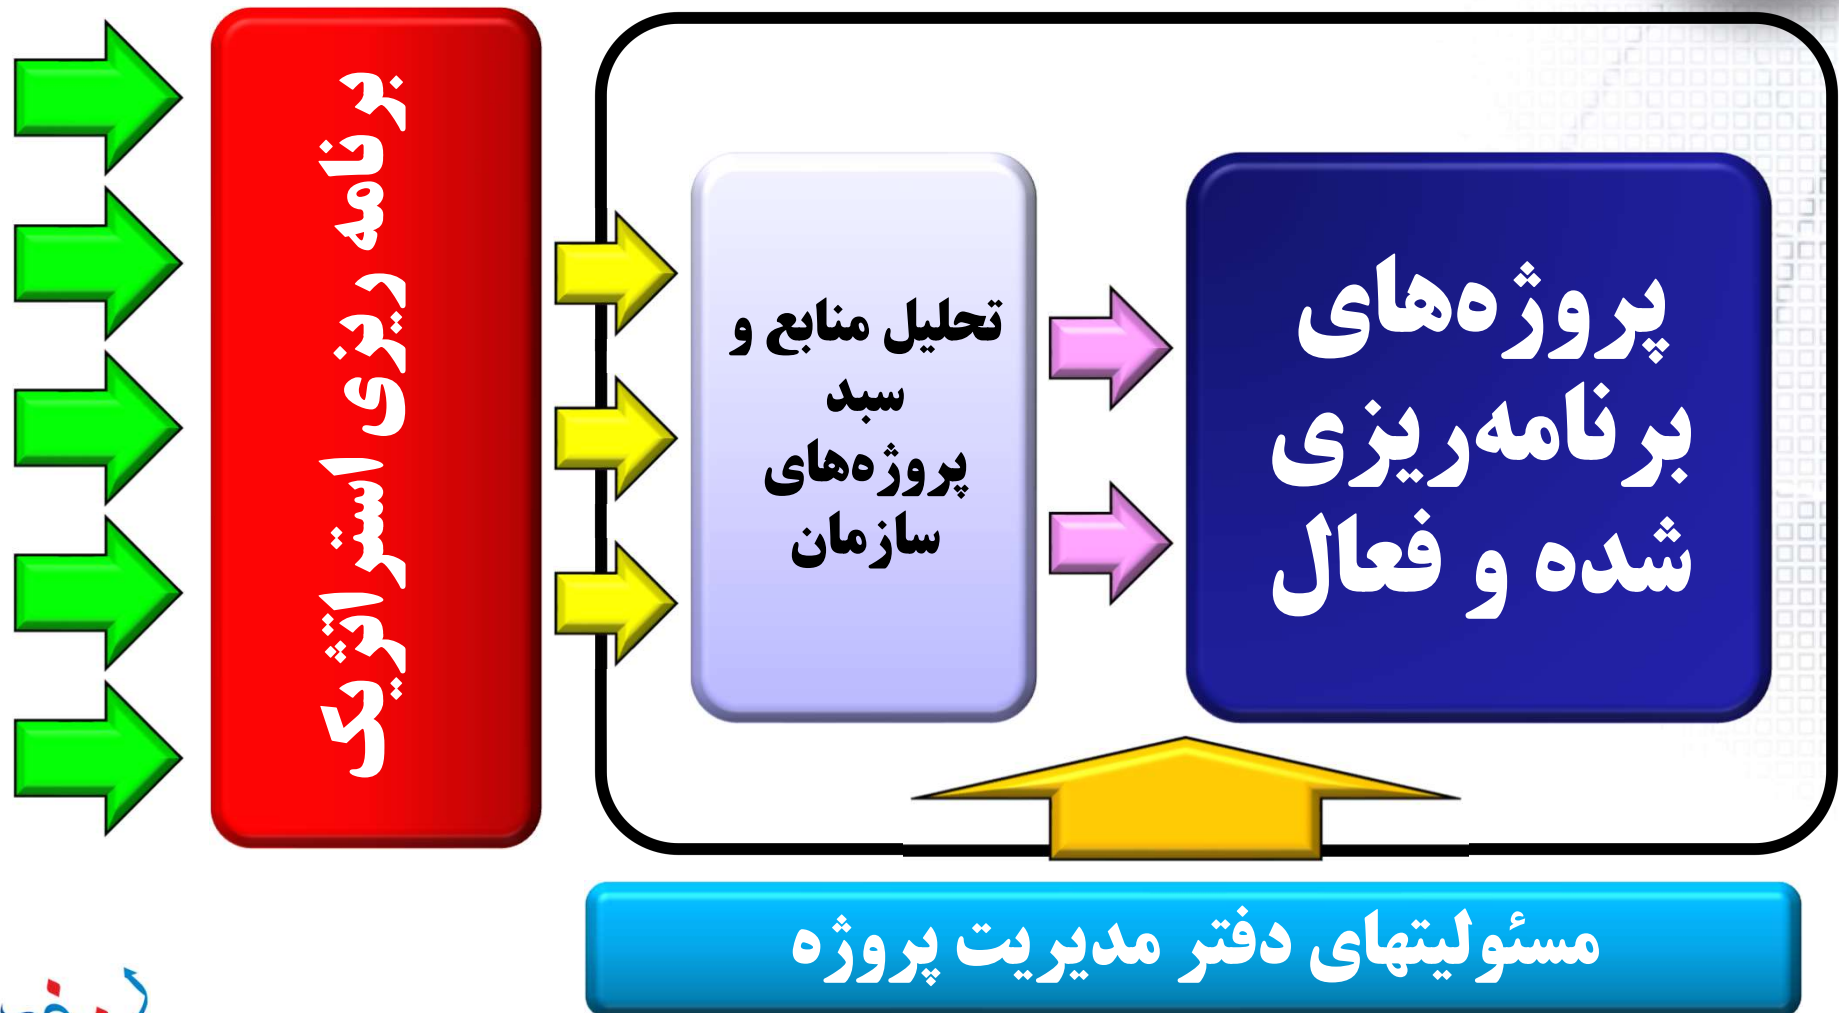 برنامه ریزی استراتژیک
تحلیل منابع و
سبد
پروژه‌های
سازمان
پروژه‌های
برنامه‌ریزی
شده و فعال
مسئولیتهای دفتر مدیریت پروژه